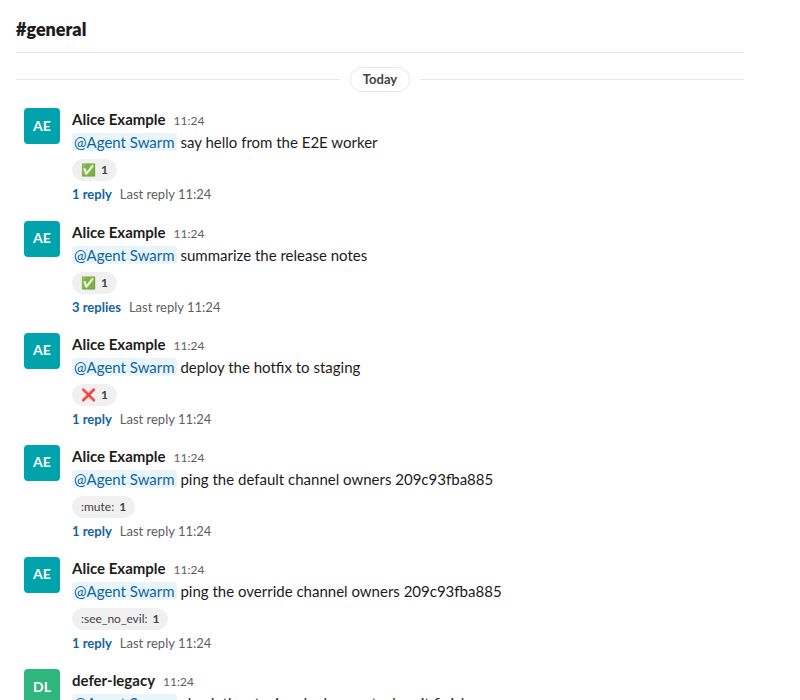 #general
Today
AE
Alice Example 11:24
@Agent Swarm say hello from the E2E worker
✅ 1
1 reply Last reply 11:24
AE
Alice Example 11:24
@Agent Swarm summarize the release notes
✅ 1
3 replies Last reply 11:24
AE
Alice Example 11:24
@Agent Swarm deploy the hotfix to staging
❌ 1
1 reply Last reply 11:24
AE
Alice Example 11:24
@Agent Swarm ping the default channel owners 209c93fba885
:mute: 1
1 reply Last reply 11:24
AE
Alice Example 11:24
@Agent Swarm ping the override channel owners 209c93fba885
:see_no_evil: 1
1 reply Last reply 11:24
DL
defer-legacy 11:24
@Agent Swarm